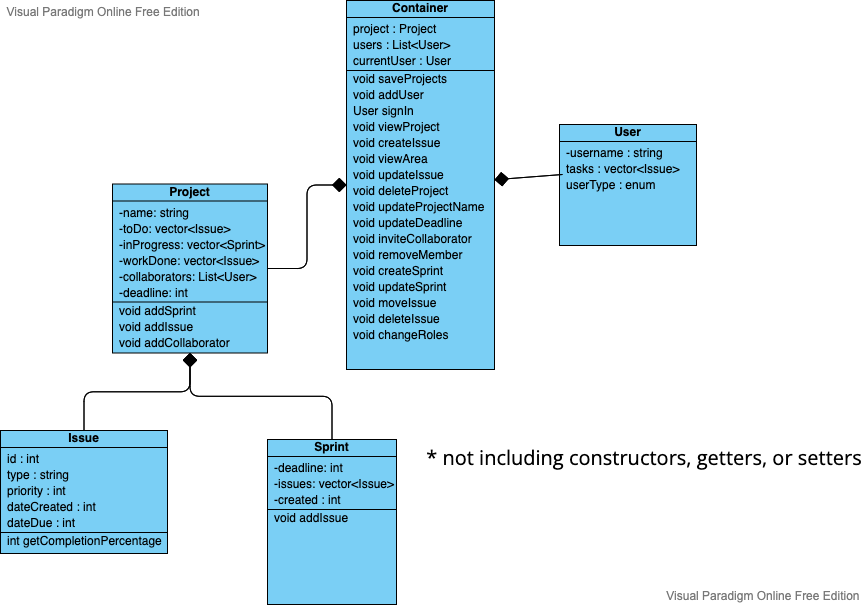 Visual Paradigm Online Free Edition
Container
project : Project
users : List<User>
currentUser : User
void saveProjects
void addUser
User signIn
void viewProject
void createIssue
void viewArea
void updateIssue
void deleteProject
void updateProjectName
void updateDeadline
void inviteCollaborator
void removeMember
void createSprint
void updateSprint
void moveIssue
void deleteIssue
void changeRoles
User
-username : string
tasks : vector<Issue>
userType : enum
Project
-name: string
-toDo: vector<Issue>
-inProgress: vector<Sprint>
-workDone: vector<Issue>
-collaborators: List<User>
-deadline: int
void addSprint
void addIssue
void addCollaborator
Issue
id : int
type : string
priority : int
dateCreated : int
dateDue : int
int getCompletionPercentage
Sprint
-deadline: int
-issues: vector<Issue>
-created : int
void addIssue
* not including constructors, getters, or setters
Visual Paradigm Online Free Edition